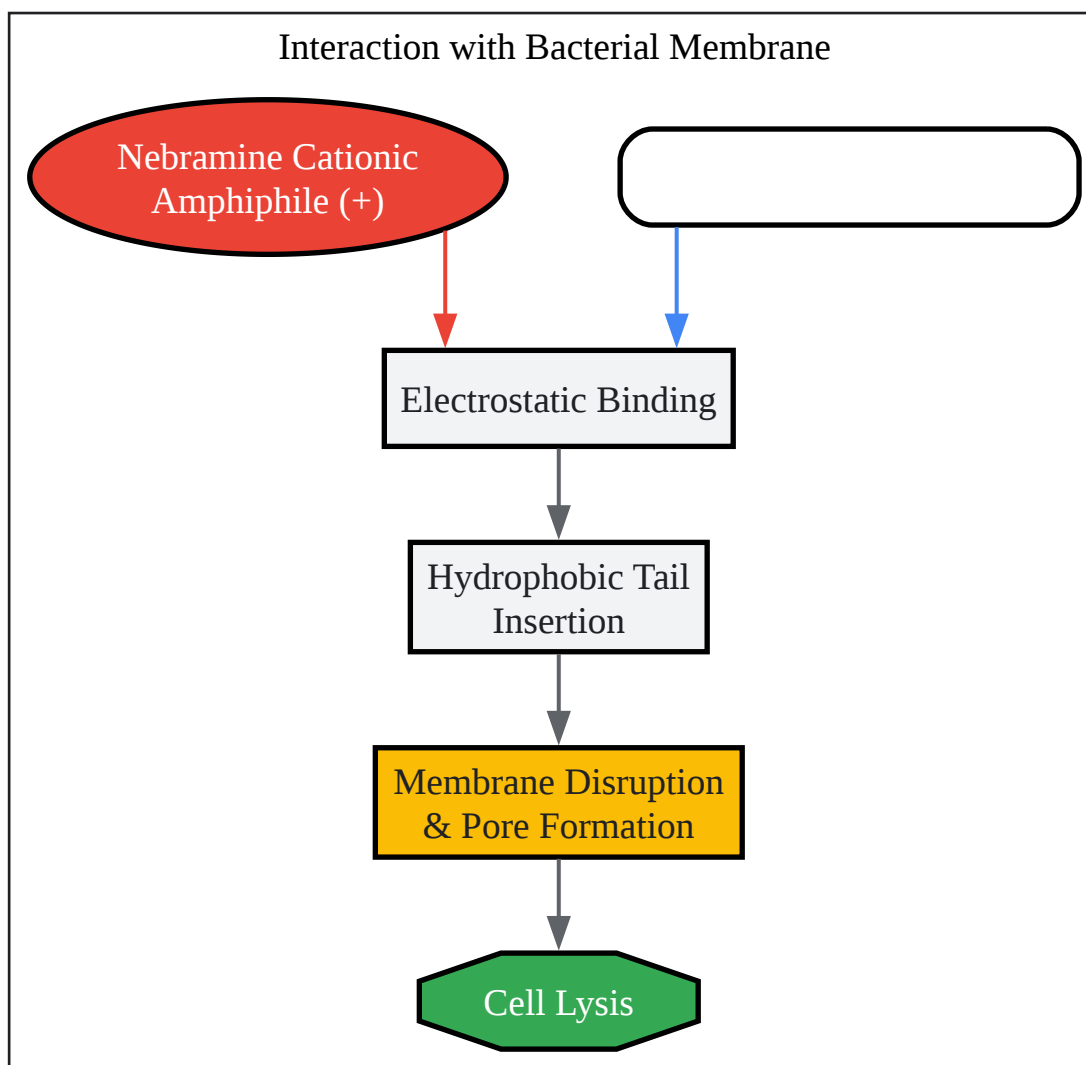 Interaction with Bacterial Membrane
Nebramine Cationic
Amphiphile (+)
Electrostatic Binding
Hydrophobic Tail
Insertion
Membrane Disruption
& Pore Formation
Cell Lysis